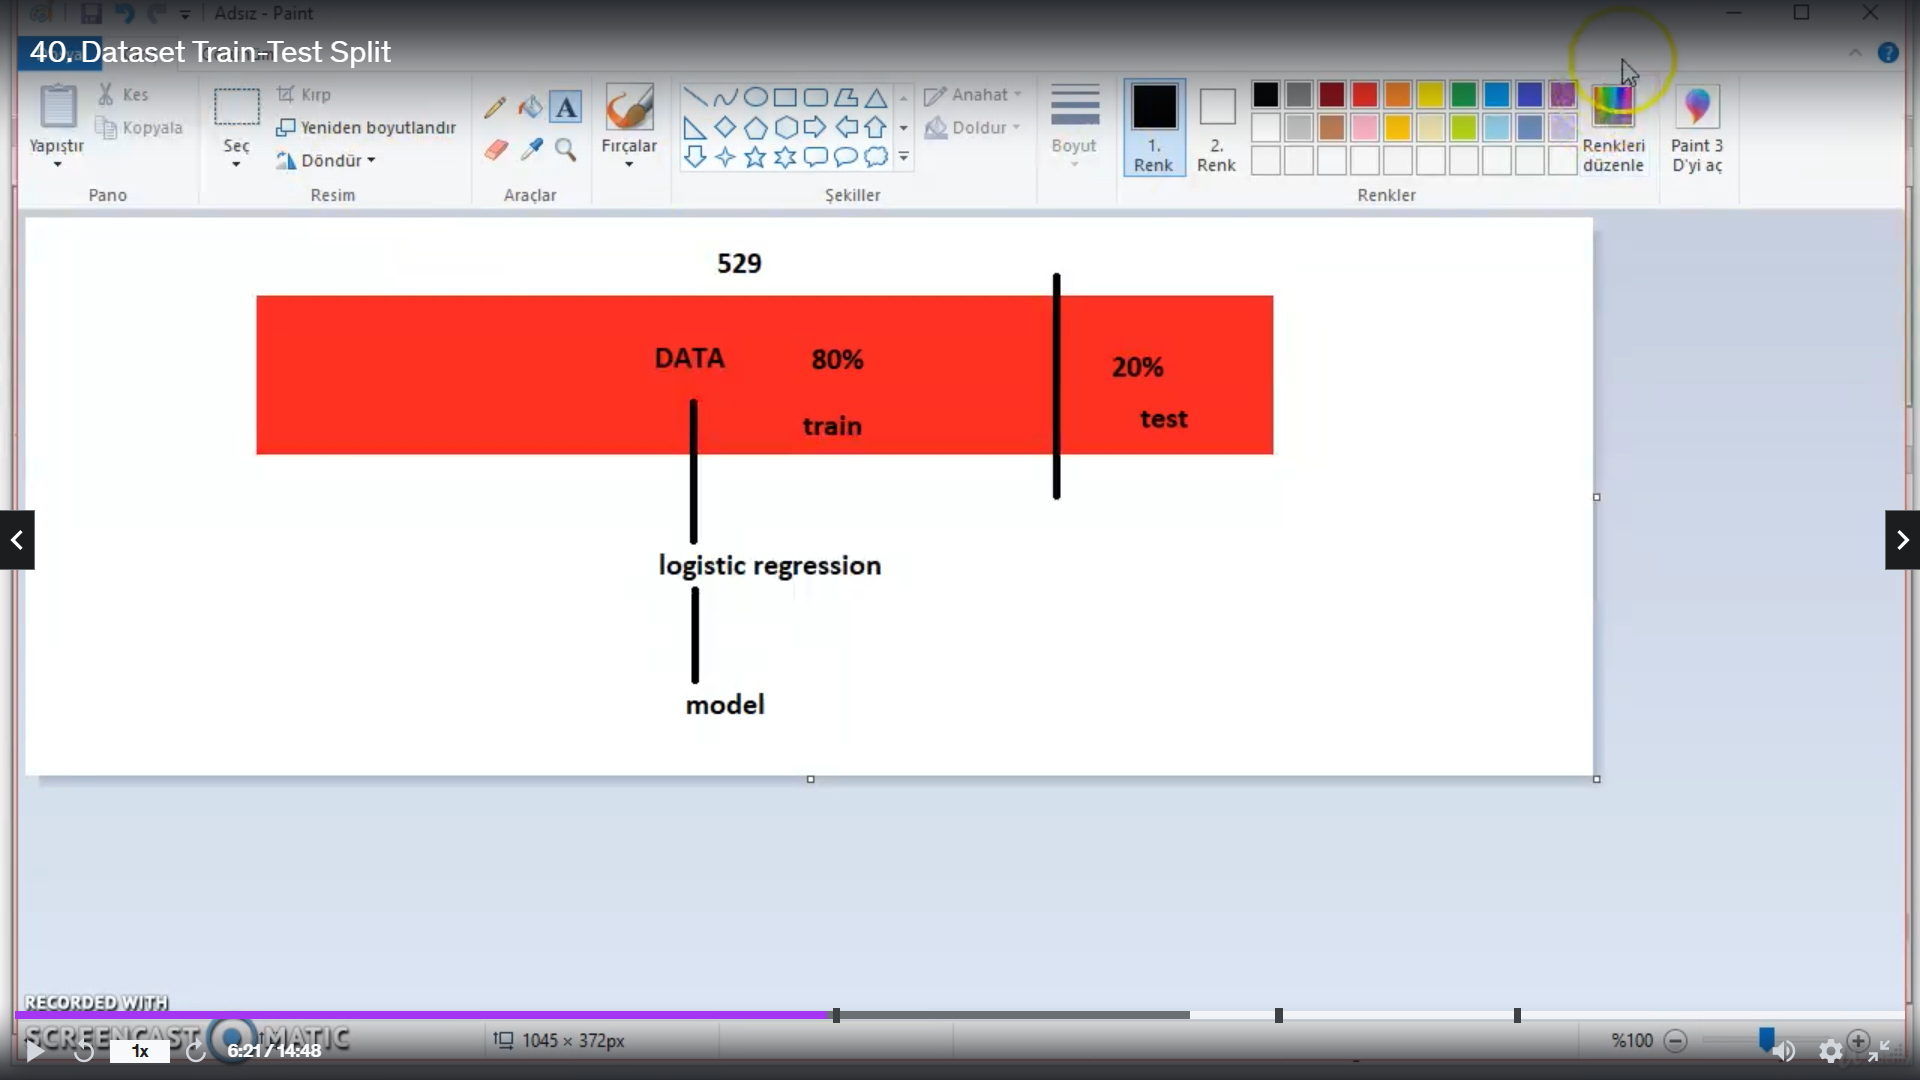 Adsız - Paint
40. Dataset Train-Test Split
Yapıştır
Kes
Kopyala
Pano
Seç
Kırp
Yeniden boyutlandır
Döndür
Resim
A
Araçlar
Fırçalar
Anahat
Doldur
Şekiller
Boyut
1.
Renk
2.
Renk
Renkleri
düzenle
Renkler
Paint 3
D'yi aç
?
529
DATA
80%
20%
train
test
logistic regression
model
RECORDED WITH
SCREENCAST MATIC
1x
6:21 / 14:48
1045 × 372px
%100